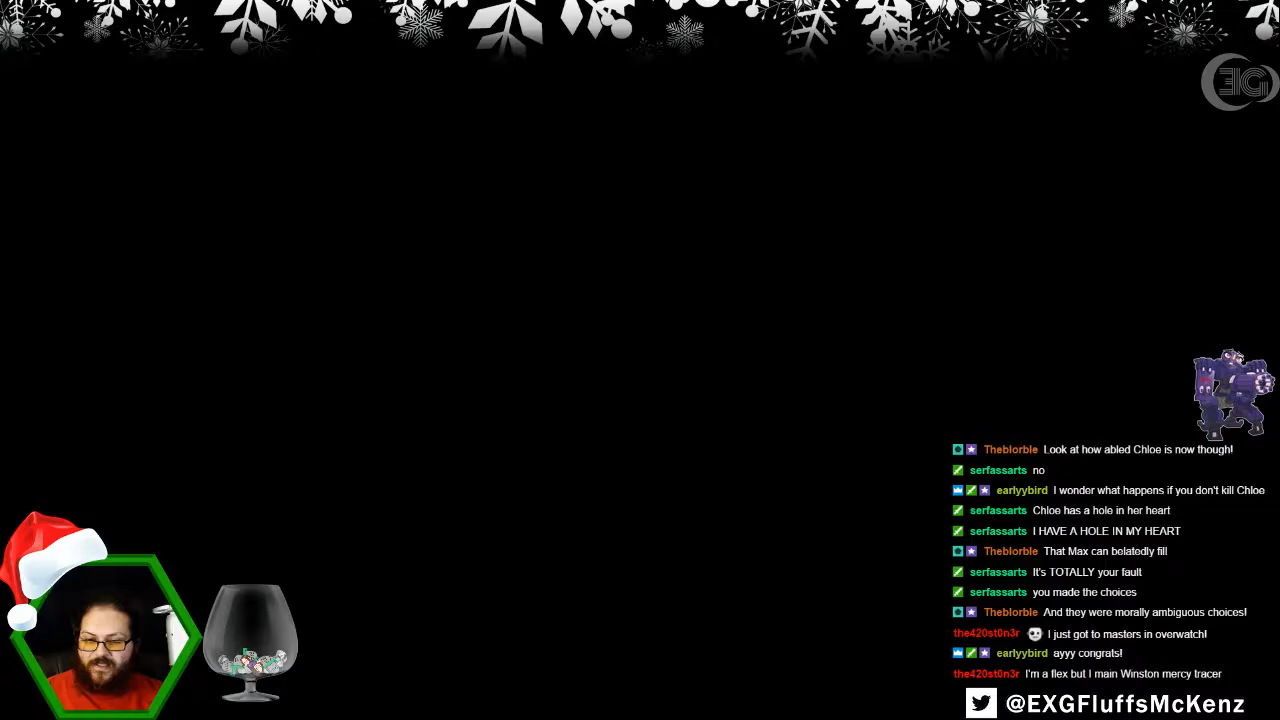 3G
Theblorble Look at how abled Chloe is now though!
serfassarts no
earlyybird I wonder what happens if you don't kill Chloe
serfassarts Chloe has a hole in her heart
serfassarts I HAVE A HOLE IN MY HEART
Theblorble That Max can belatedly fill
serfassarts It's TOTALLY your fault
serfassarts you made the choices
Theblorble And they were morally ambiguous choices!
the420st0n3r I just got to masters in overwatch!
earlyybird ayyy congrats!
the420st0n3r I'm a flex but I main Winston mercy tracer
@EXGFluffsMcKenz